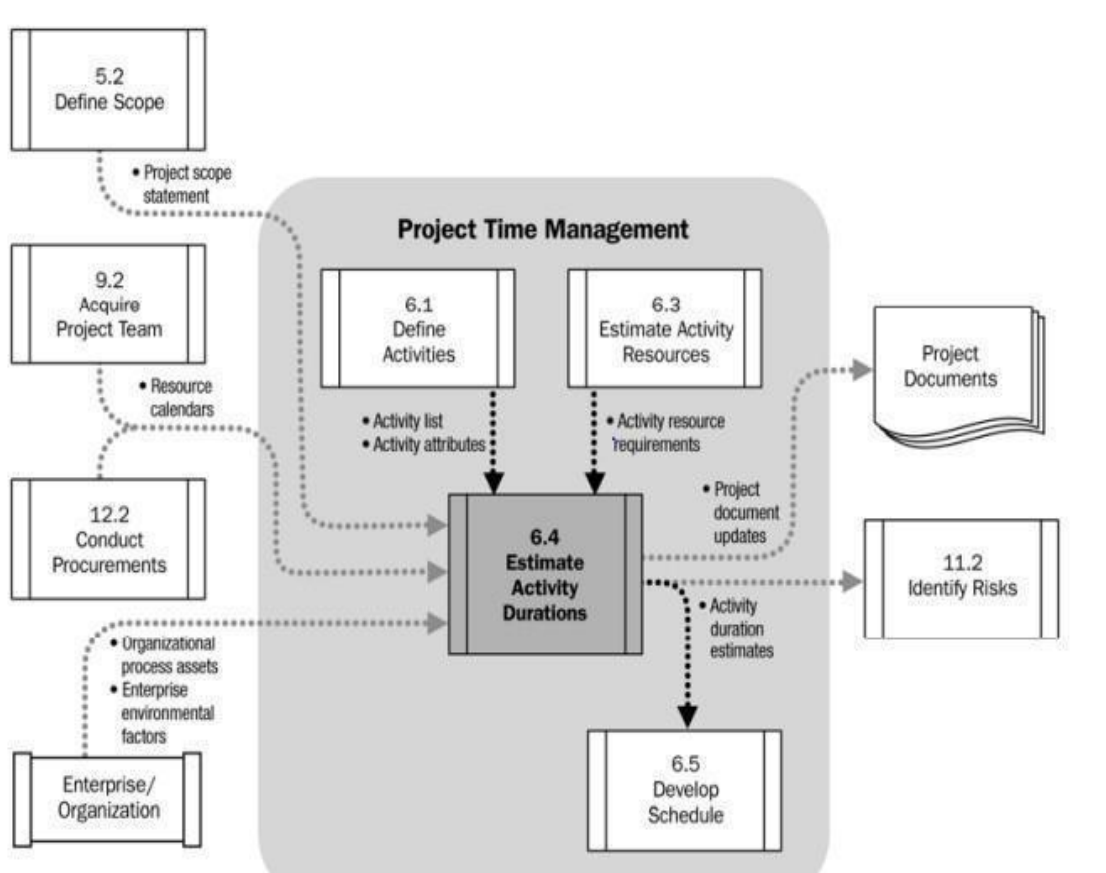 5.2
Define Scope
• Project scope
statement
Project Time Management
9.2
Acquire
Project Team
6.1
Define
Activities
6.3
Estimate Activity
Resources
Project
Documents
• Resource
calendars
• Activity list
• Activity attributes
• Activity resource
requirements
12.2
Conduct
Procurements
• Project
document
updates
6.4
Estimate
Activity
Durations
11.2
Identify Risks
• Activity
duration
estimates
• Organizational
process assets
• Enterprise
environmental
factors
Enterprise/
Organization
6.5
Develop
Schedule